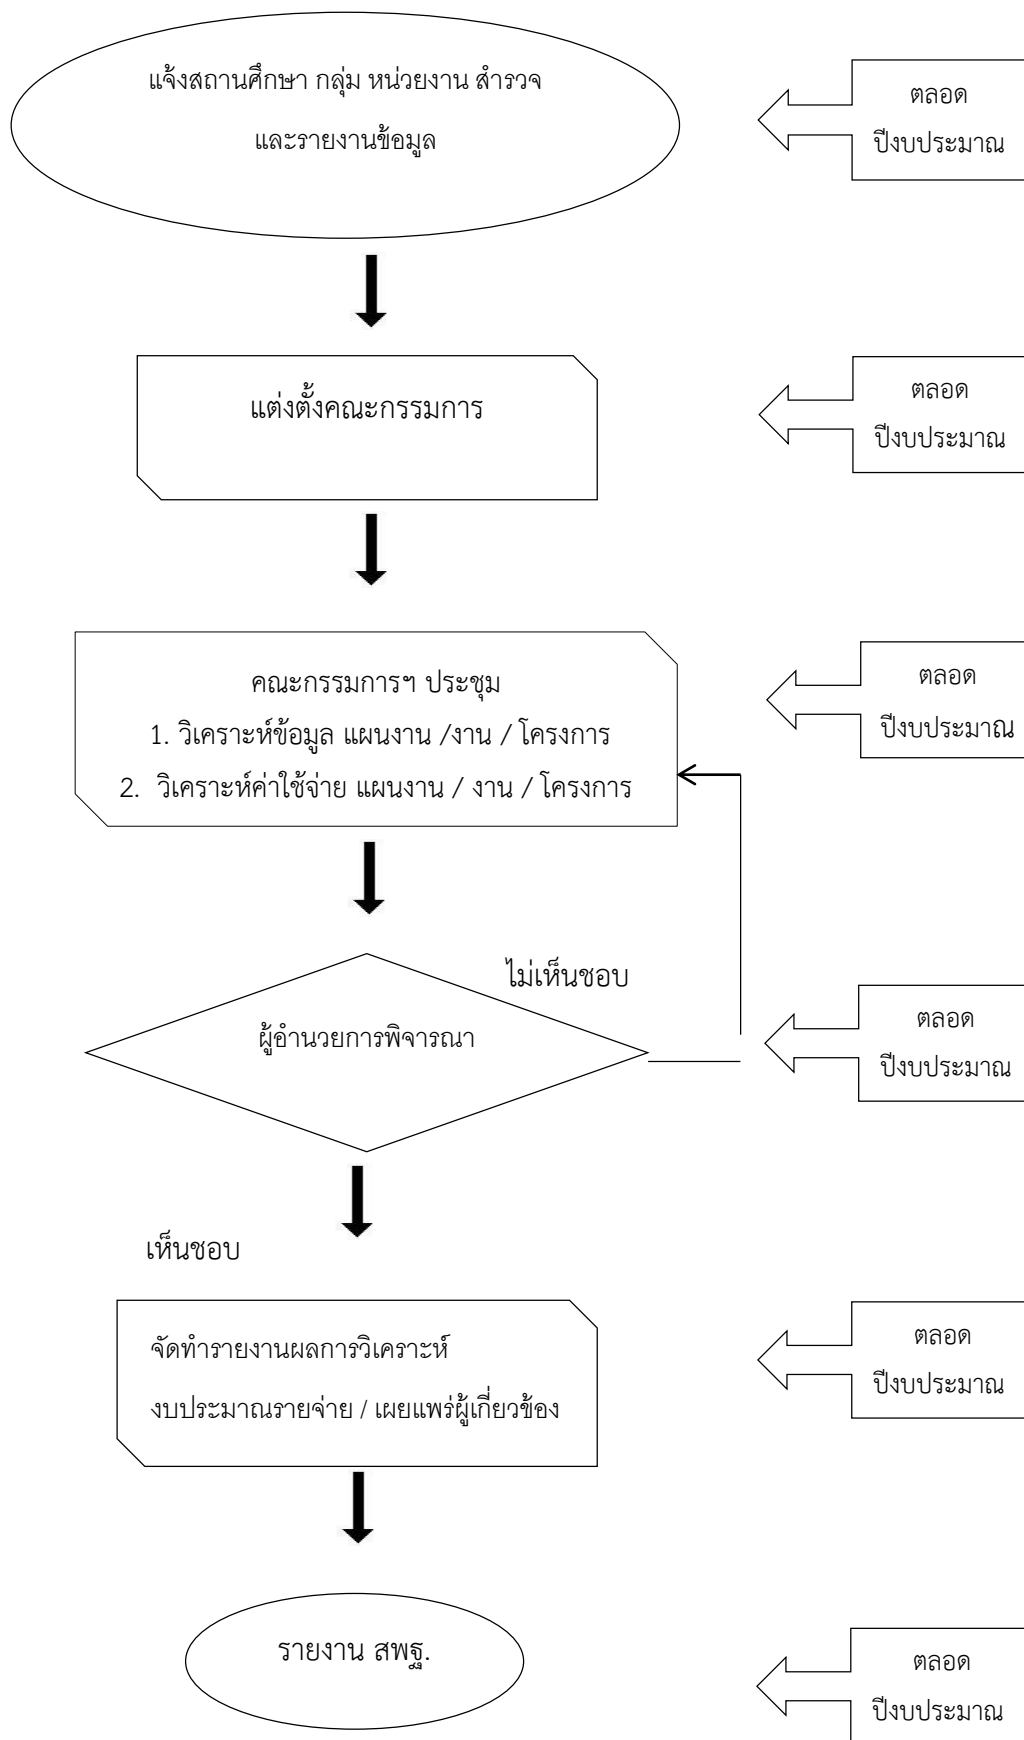 แจ้งสถานศึกษา กลุ่ม หน่วยงาน สำรวจ
และรายงานข้อมูล
ตลอด
ปีงบประมาณ
แต่งตั้งคณะกรรมการ
ตลอด
ปีงบประมาณ
คณะกรรมการฯ ประชุม
1. วิเคราะห์ข้อมูล แผนงาน /งาน / โครงการ
2. วิเคราะห์ค่าใช้จ่าย แผนงาน / งาน / โครงการ
ตลอด
ปีงบประมาณ
ไม่เห็นชอบ
ผู้อำนวยการพิจารณา
ตลอด
ปีงบประมาณ
เห็นชอบ
จัดทำรายงานผลการวิเคราะห์
งบประมาณรายจ่าย / เผยแพร่ผู้เกี่ยวข้อง
ตลอด
ปีงบประมาณ
รายงาน สพฐ.
ตลอด
ปีงบประมาณ